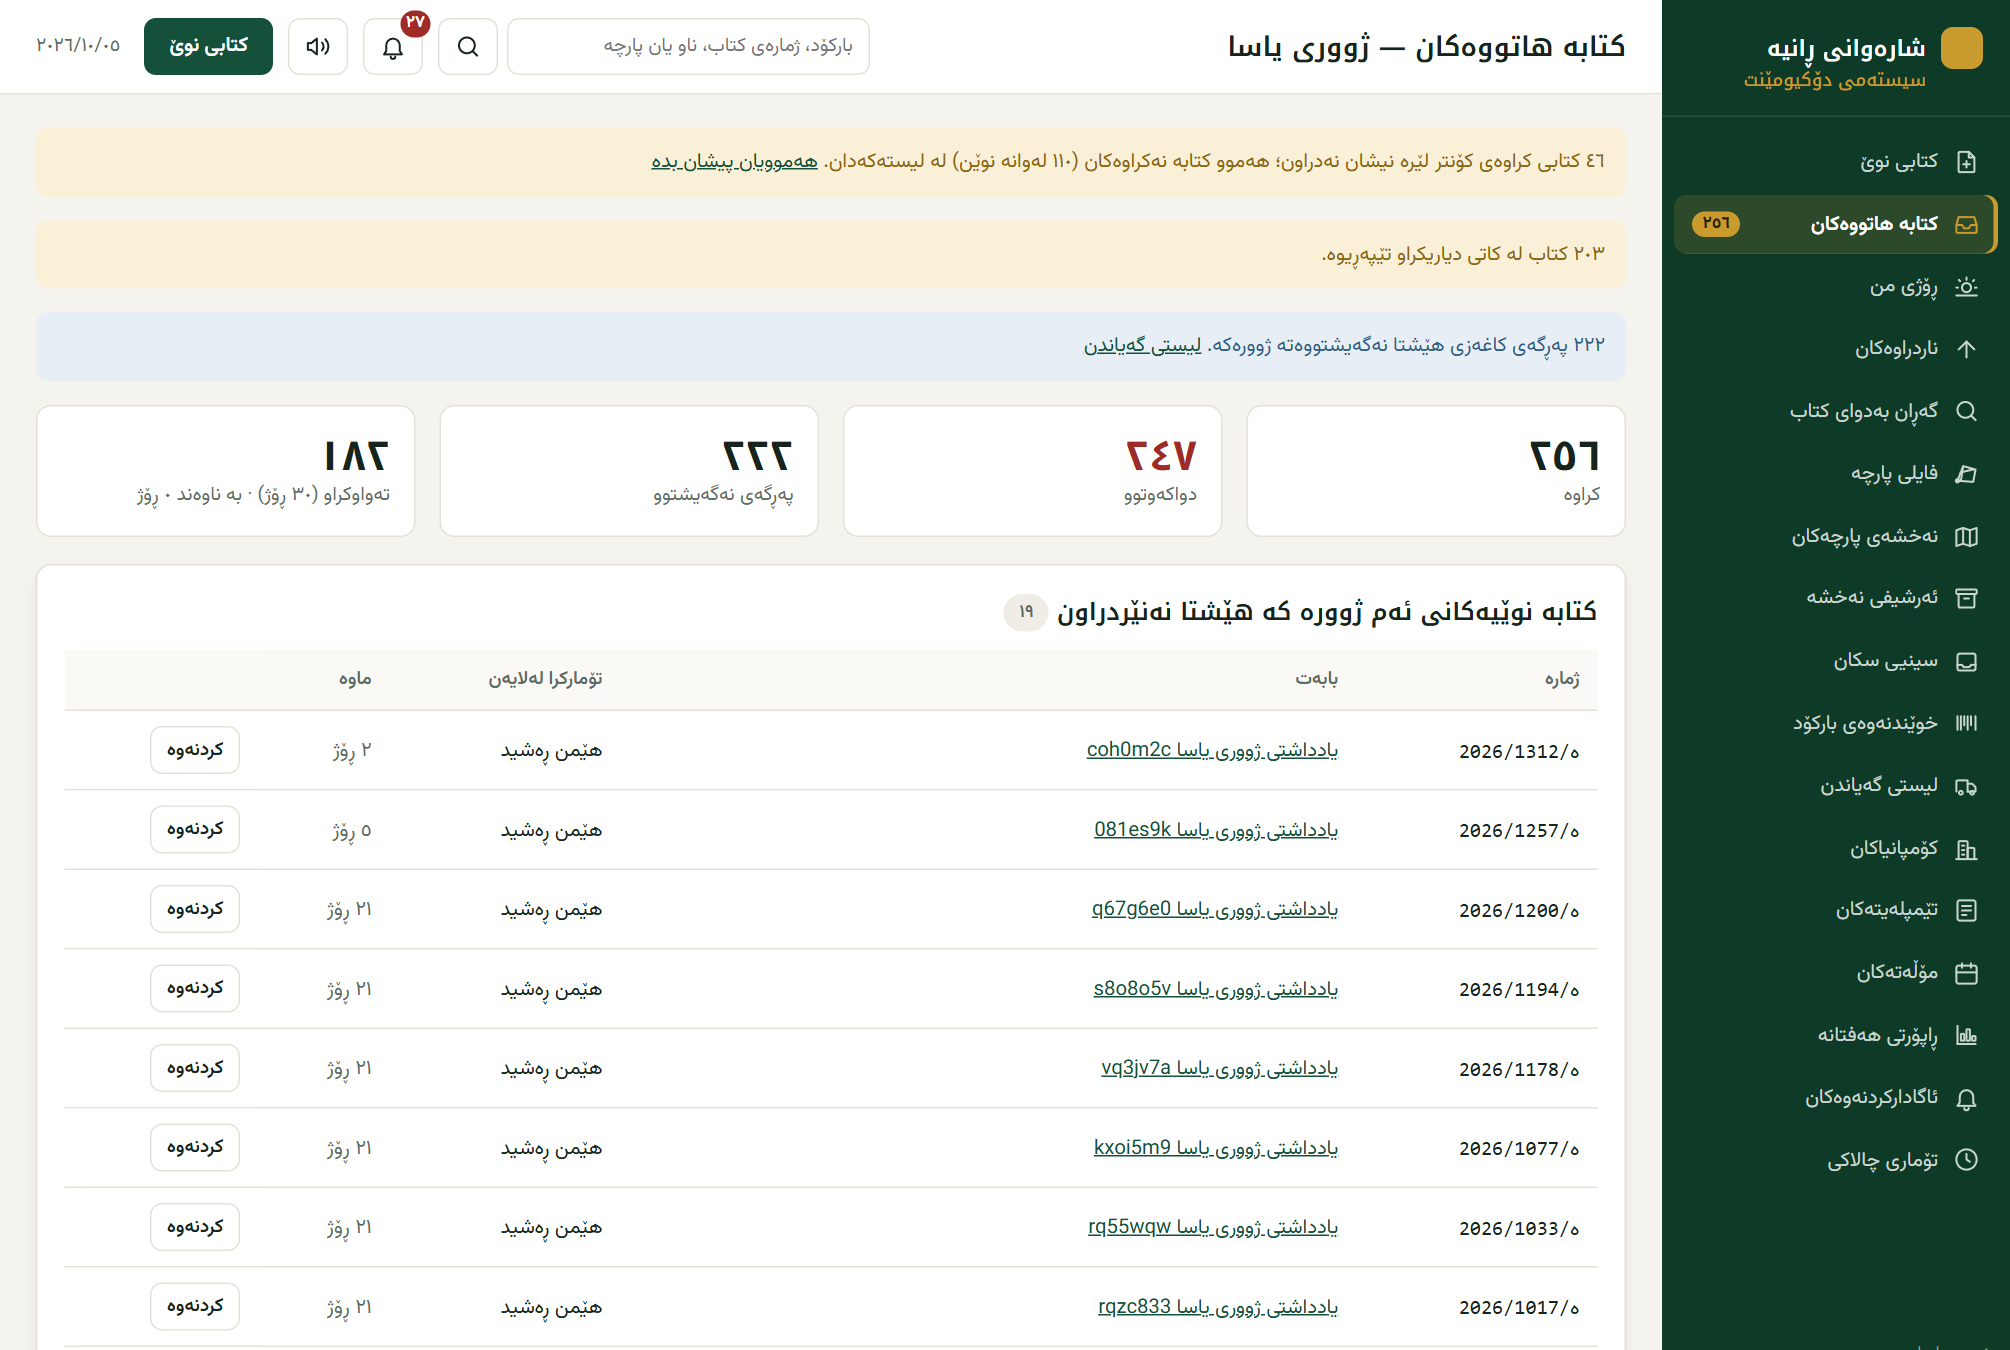 شارەوانی ڕانیە
سیستەمی دۆکیومێنت
کتابی نوێ
کتابە هاتووەکان ٢٥٦
ڕۆژی من
ناردراوەکان
گەڕان بەدوای کتاب
فایلی پارچە
نەخشەی پارچەکان
ئەرشیفی نەخشە
سینیی سکان
خوێندنەوەی بارکۆد
لیستی گەیاندن
کۆمپانیاکان
تێمپلەیتەکان
مۆڵەتەکان
ڕاپۆرتی هەفتانە
ئاگادارکردنەوەکان
تۆماری چالاکی
کتابە هاتووەکان — ژووری یاسا
بارکۆد، ژمارەی کتاب، ناو یان پارچە
٢٧
کتابی نوێ
٢٠٢٦/١٠/٠٥
٤٦ کتابی کراوەی کۆنتر لێرە نیشان نەدراون؛ هەموو کتابە نەکراوەکان (١١٠ لەوانە نوێن) لە لیستەکەدان. هەموویان پیشان بدە
٢٠٣ کتاب لە کاتی دیاریکراو تێپەڕیوە.
٢٢٢ پەڕگەی کاغەزی هێشتا نەگەیشتووەتە ژوورەکە. لیستی گەیاندن
٢٥٦
کراوە
٢٤٧
دواکەوتوو
٢٢٢
پەڕگەی نەگەیشتوو
١٨٢
تەواوکراو (٣٠ ڕۆژ) · بە ناوەند ٠ ڕۆژ
کتابە نوێیەکانی ئەم ژوورە کە هێشتا نەنێردراون ١٩
ژمارە بابەت تۆمارکرا لەلایەن ماوە
ه/2026/1312 یادداشتی ژووری یاسا coh0m2c هێمن ڕەشید ٢ ڕۆژ کردنەوە
ه/2026/1257 یادداشتی ژووری یاسا 081es9k هێمن ڕەشید ٥ ڕۆژ کردنەوە
ه/2026/1200 یادداشتی ژووری یاسا q67g6e0 هێمن ڕەشید ٢١ ڕۆژ کردنەوە
ه/2026/1194 یادداشتی ژووری یاسا s8o8o5v هێمن ڕەشید ٢١ ڕۆژ کردنەوە
ه/2026/1178 یادداشتی ژووری یاسا vq3jv7a هێمن ڕەشید ٢١ ڕۆژ کردنەوە
ه/2026/1077 یادداشتی ژووری یاسا kxoi5m9 هێمن ڕەشید ٢١ ڕۆژ کردنەوە
ه/2026/1033 یادداشتی ژووری یاسا rq55wqw هێمن ڕەشید ٢١ ڕۆژ کردنەوە
ه/2026/1017 یادداشتی ژووری یاسا rqzc833 هێمن ڕەشید ٢١ ڕۆژ کردنەوە